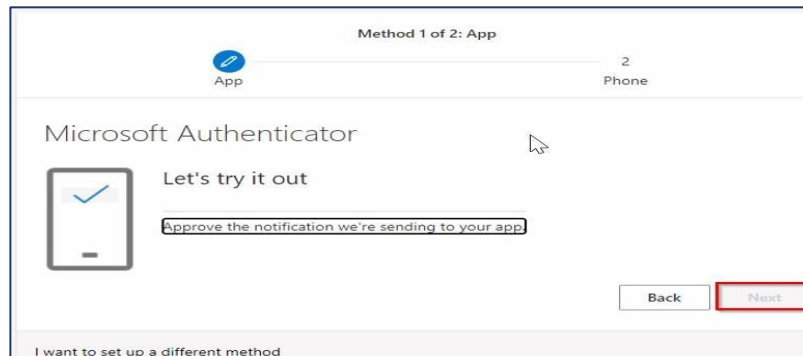 Method 1 of 2: App
2
App
Phone
Microsoft Authenticator
Let's try it out
Approve the notification we're sending to your app.
Back
Next
I want to set up a different method